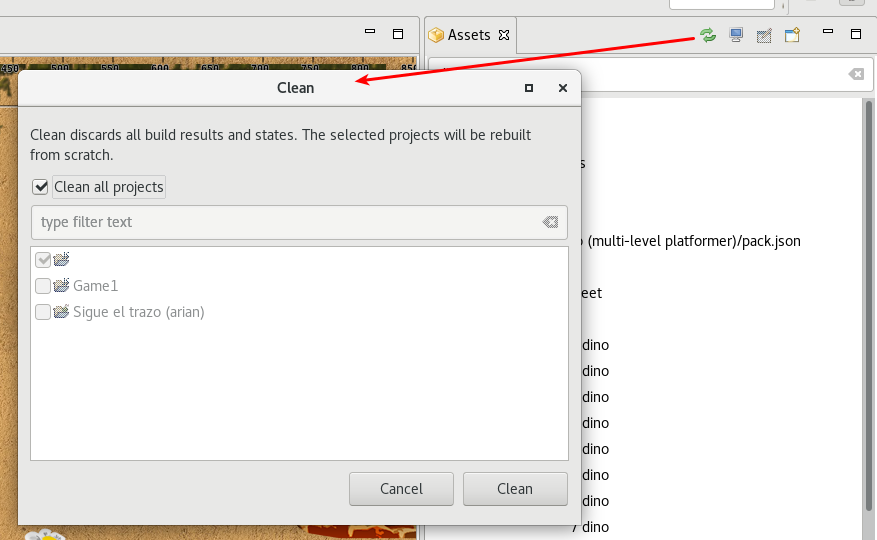 Assets
450 500 550 600 650 700 750 800 850
Clean
Clean discards all build results and states. The selected projects will be rebuilt
from scratch.
Clean all projects
type filter text
Game1
Sigue el trazo (arian)
Cancel
Clean
(multi-level platformer)/pack.json
dino
dino
dino
dino
dino
dino
dino
/ dino